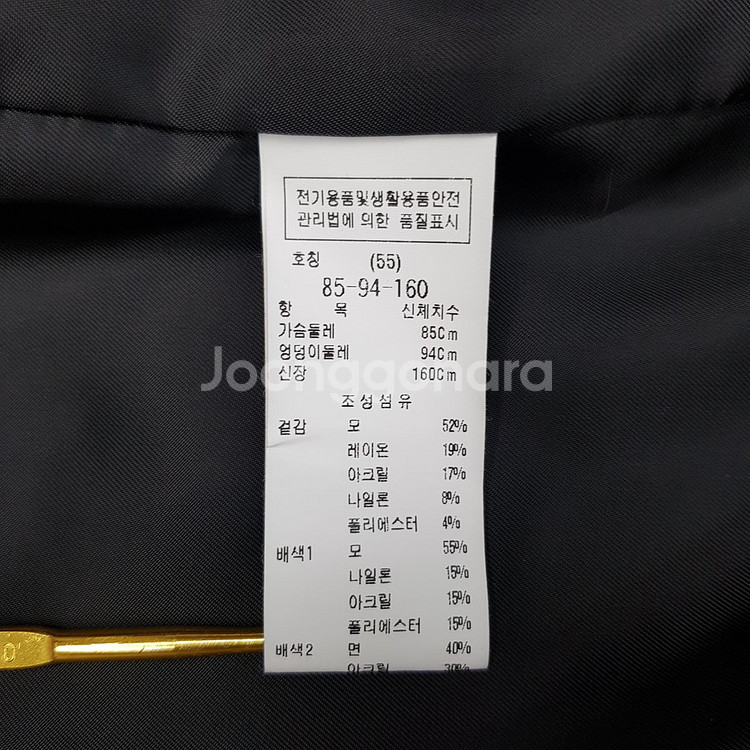 전기용품및생활용품안전
관리법에 의한 품질표시
호칭 (55)
85-94-160
항 목 신체치수
가슴둘레 85Cm
엉덩이둘레 94Cm
신장 160Cm
Joonggonara
조성섬유
겉감 모 52%
레이온 19%
아크릴 17%
나일론 8%
폴리에스터 4%
배색1 모 55%
나일론 15%
아크릴 15%
폴리에스터 15%
배색2 면 40%
아크릴 30%